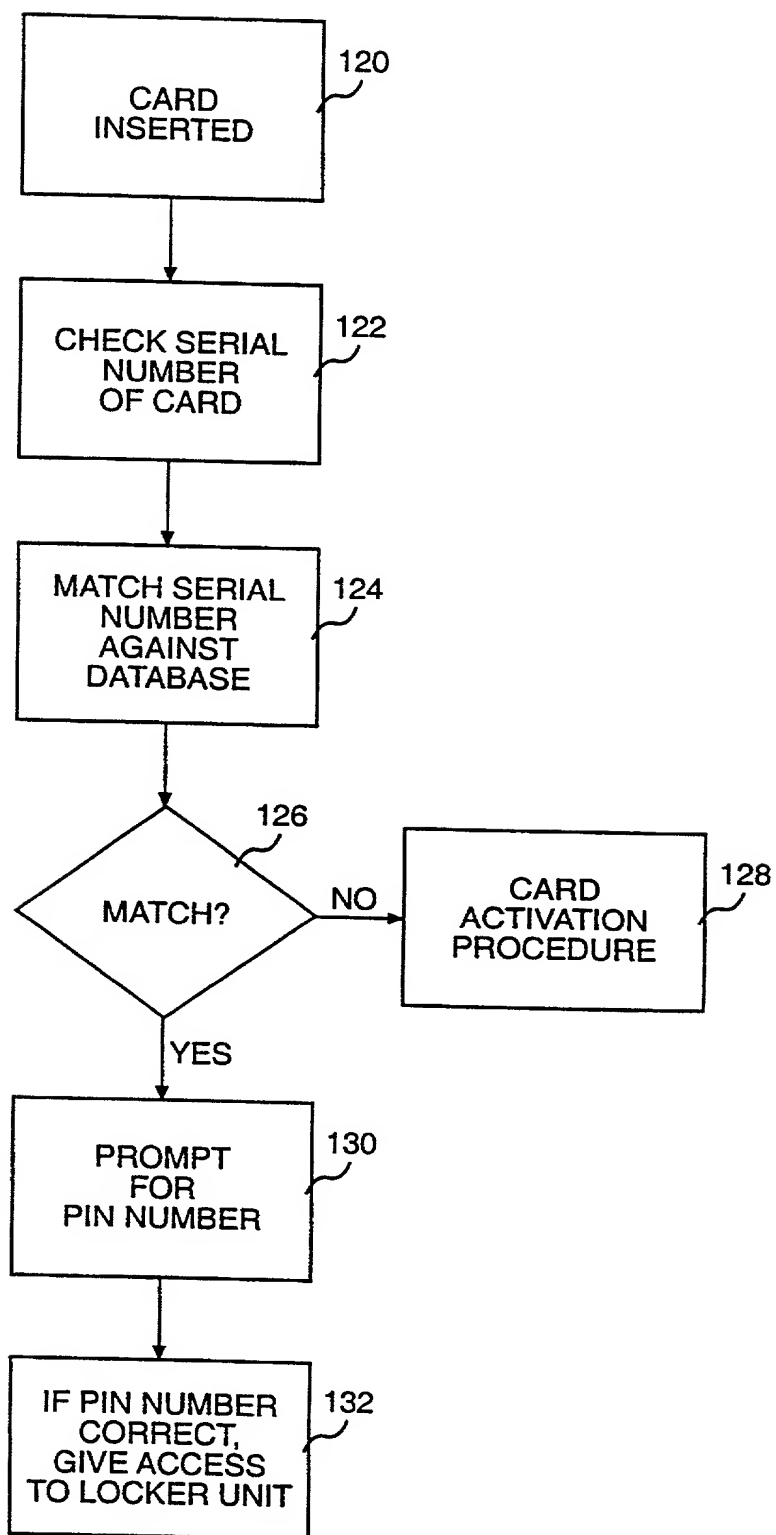 120
CARD
INSERTED
122
CHECK SERIAL
NUMBER
OF CARD
124
MATCH SERIAL
NUMBER
AGAINST
DATABASE
126
MATCH?
NO
CARD
ACTIVATION
PROCEDURE
128
YES
130
PROMPT
FOR
PIN NUMBER
132
IF PIN NUMBER
CORRECT,
GIVE ACCESS
TO LOCKER UNIT